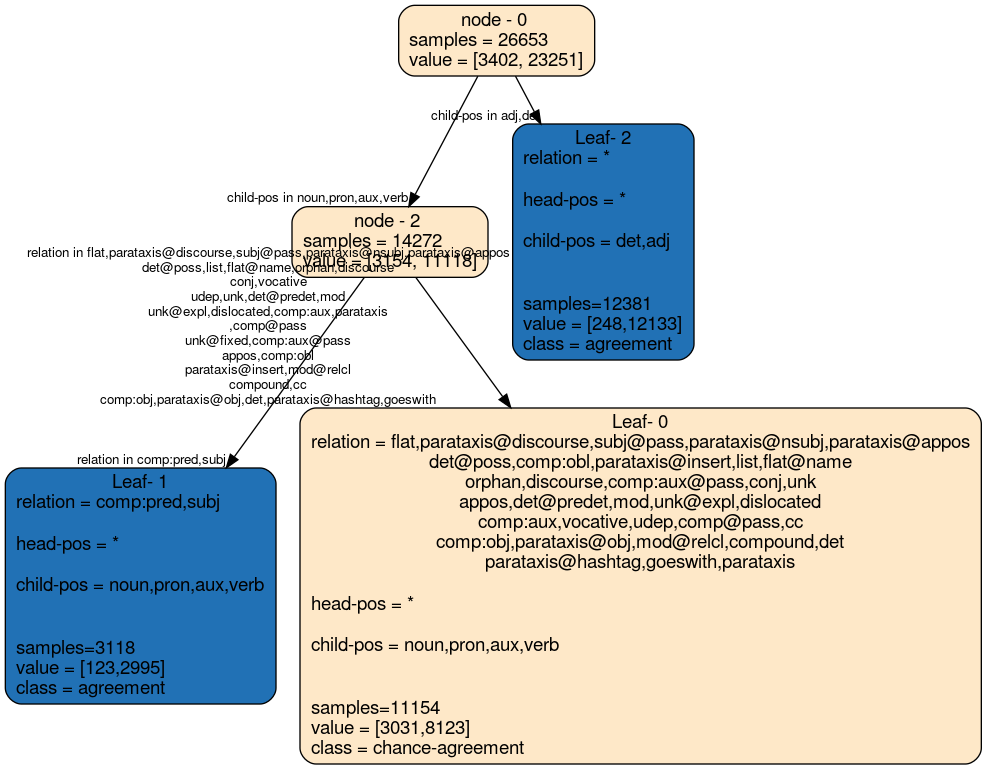 node - 0
samples = 26653
value = [3402, 23251]
child-pos in adj,det
Leaf- 2
relation = *
head-pos = *
child-pos = det,adj
samples=12381
value = [248,12133]
class = agreement
child-pos in noun,pron,aux,verb
node - 2
samples = 14272
value = [3154, 11118]
relation in flat,parataxis@discourse,subj@pass,parataxis@nsubj,parataxis@appos
det@poss,list,flat@name,orphan,discourse
conj,vocative
udep,unk,det@predet,mod
unk@expl,dislocated,comp:aux,parataxis
,comp@pass
unk@fixed,comp:aux@pass
appos,comp:obl
parataxis@insert,mod@relcl
compound,cc
comp:obj,parataxis@obj,det,parataxis@hashtag,goeswith
relation in comp:pred,subj
Leaf- 1
relation = comp:pred,subj
head-pos = *
child-pos = noun,pron,aux,verb
samples=3118
value = [123,2995]
class = agreement
Leaf- 0
relation = flat,parataxis@discourse,subj@pass,parataxis@nsubj,parataxis@appos
det@poss,comp:obl,parataxis@insert,list,flat@name
orphan,discourse,comp:aux@pass,conj,unk
appos,det@predet,mod,unk@expl,dislocated
comp:aux,vocative,udep,comp@pass,cc
comp:obj,parataxis@obj,mod@relcl,compound,det
parataxis@hashtag,goeswith,parataxis
head-pos = *
child-pos = noun,pron,aux,verb
samples=11154
value = [3031,8123]
class = chance-agreement